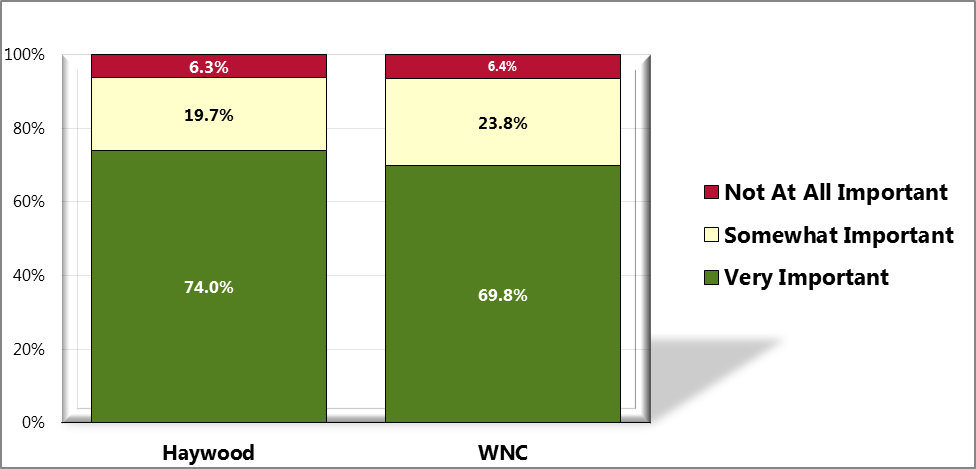 100%
80%
60%
40%
20%
0%
6.3%
19.7%
74.0%
6.4%
23.8%
69.8%
Haywood
WNC
Not At All Important
Somewhat Important
Very Important